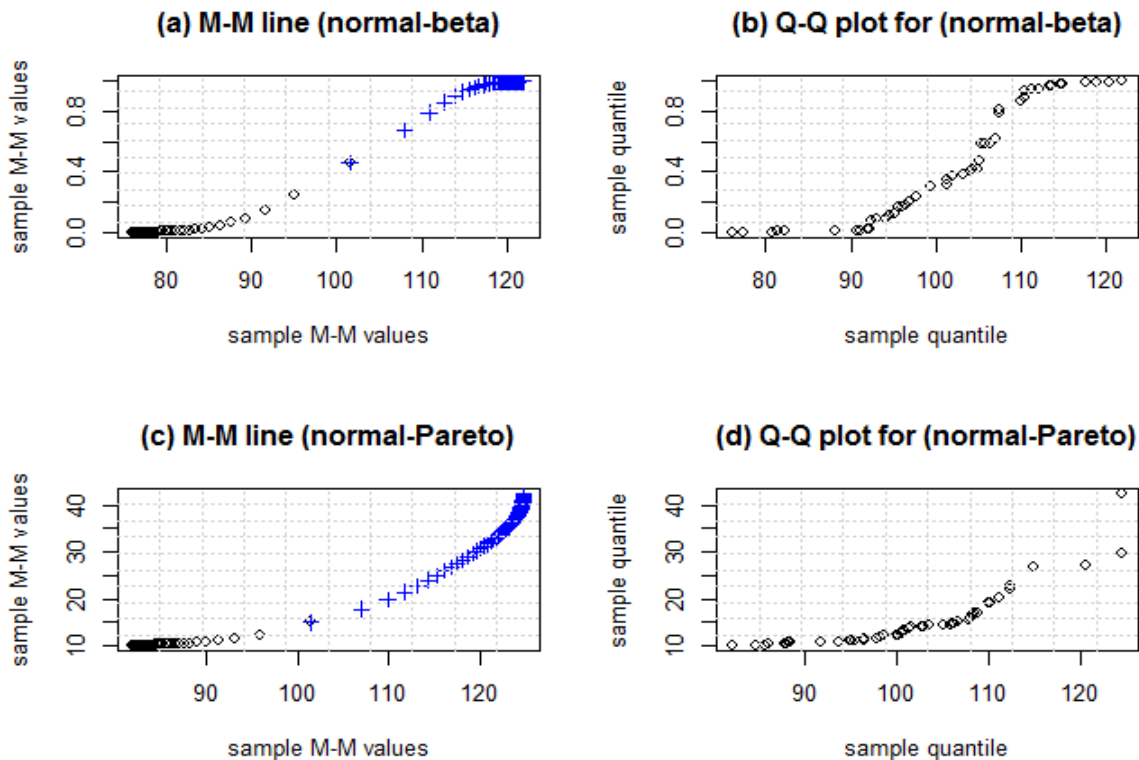 (a) M-M line (normal-beta)
sample M-M values
0.0 0.4 0.8
80 90 100 110 120
sample M-M values
(b) Q-Q plot for (normal-beta)
sample quantile
0.0 0.4 0.8
80 90 100 110 120
sample quantile
(c) M-M line (normal-Pareto)
sample M-M values
10 20 30 40
90 100 110 120
sample M-M values
(d) Q-Q plot for (normal-Pareto)
sample quantile
10 20 30 40
90 100 110 120
sample quantile